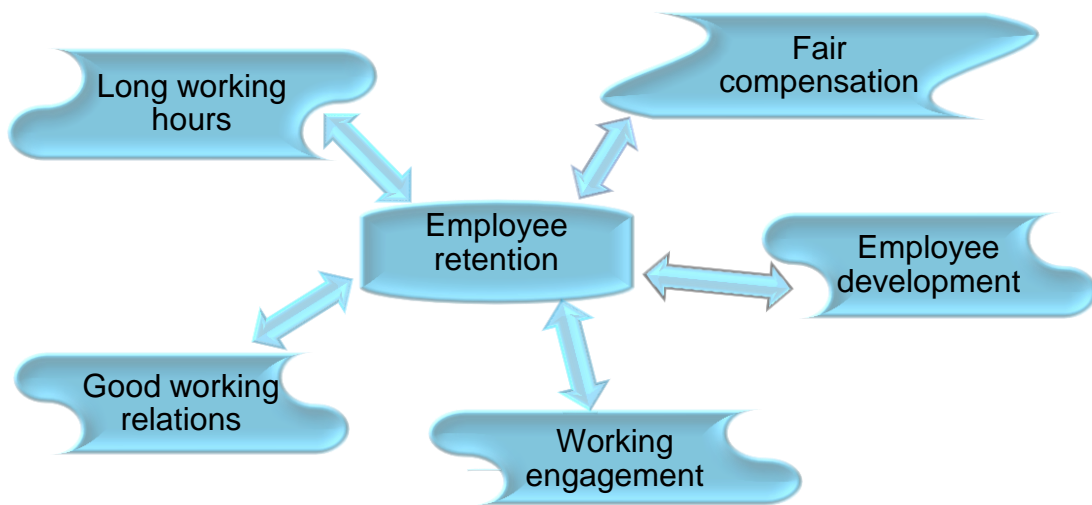 Long working
hours
Fair
compensation
Employee
retention
Employee
development
Good working
relations
Working
engagement